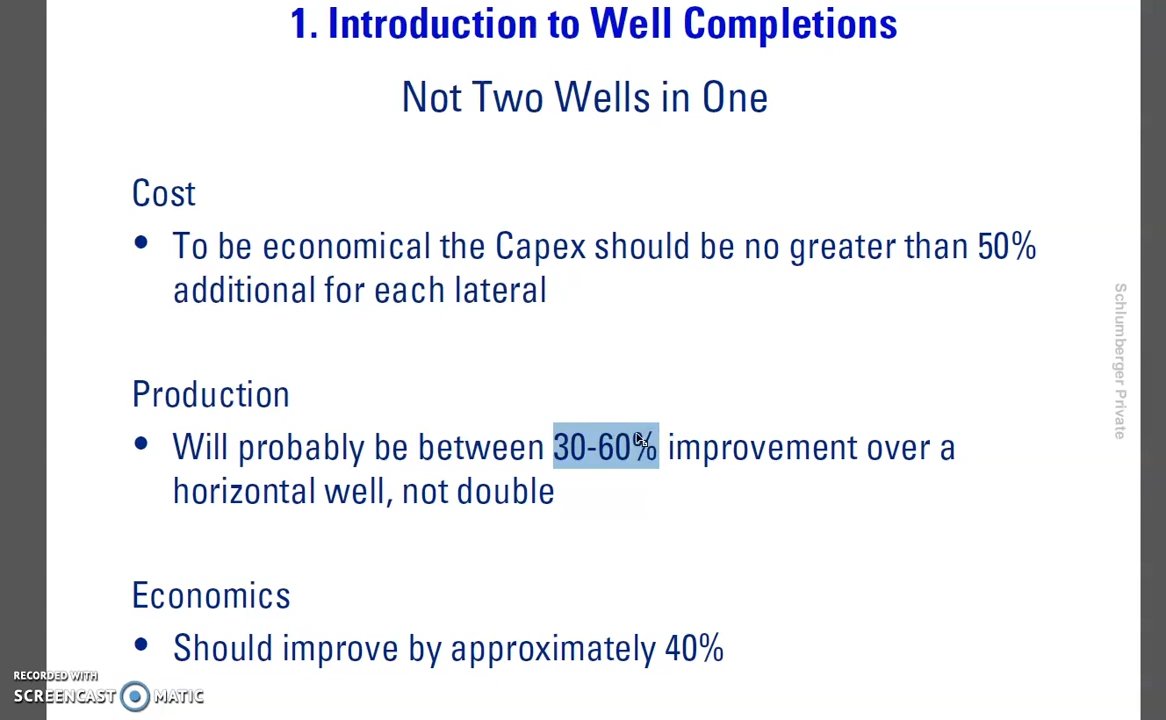 1. Introduction to Well Completions
Not Two Wells in One
Cost
• To be economical the Capex should be no greater than 50%
additional for each lateral
Production
• Will probably be between 30-60% improvement over a
horizontal well, not double
Economics
• Should improve by approximately 40%
Schlumberger Private
RECORDED WITH
SCREENCAST MATIC